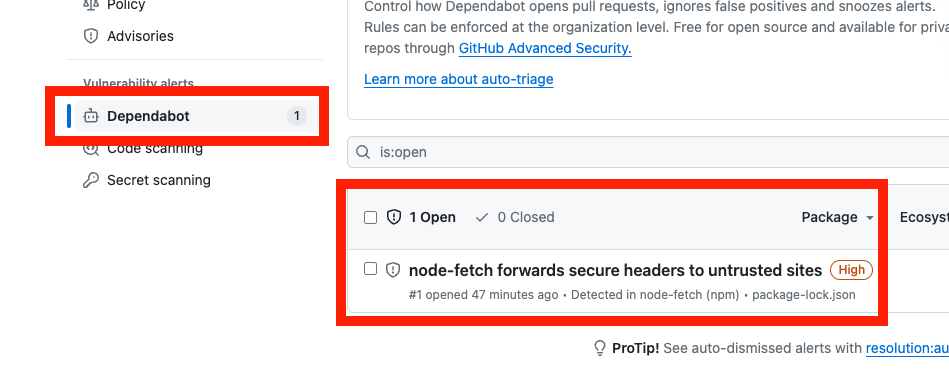 Policy
Advisories
Vulnerability alerts
Dependabot 1
Code scanning
Secret scanning
Control how Dependabot opens pull requests, ignores false positives and snoozes alerts.
Rules can be enforced at the organization level. Free for open source and available for priva
repos through GitHub Advanced Security.
Learn more about auto-triage
is:open
1 Open 0 Closed Package Ecosyst
node-fetch forwards secure headers to untrusted sites High
#1 opened 47 minutes ago • Detected in node-fetch (npm) • package-lock.json
ProTip! See auto-dismissed alerts with resolution:au